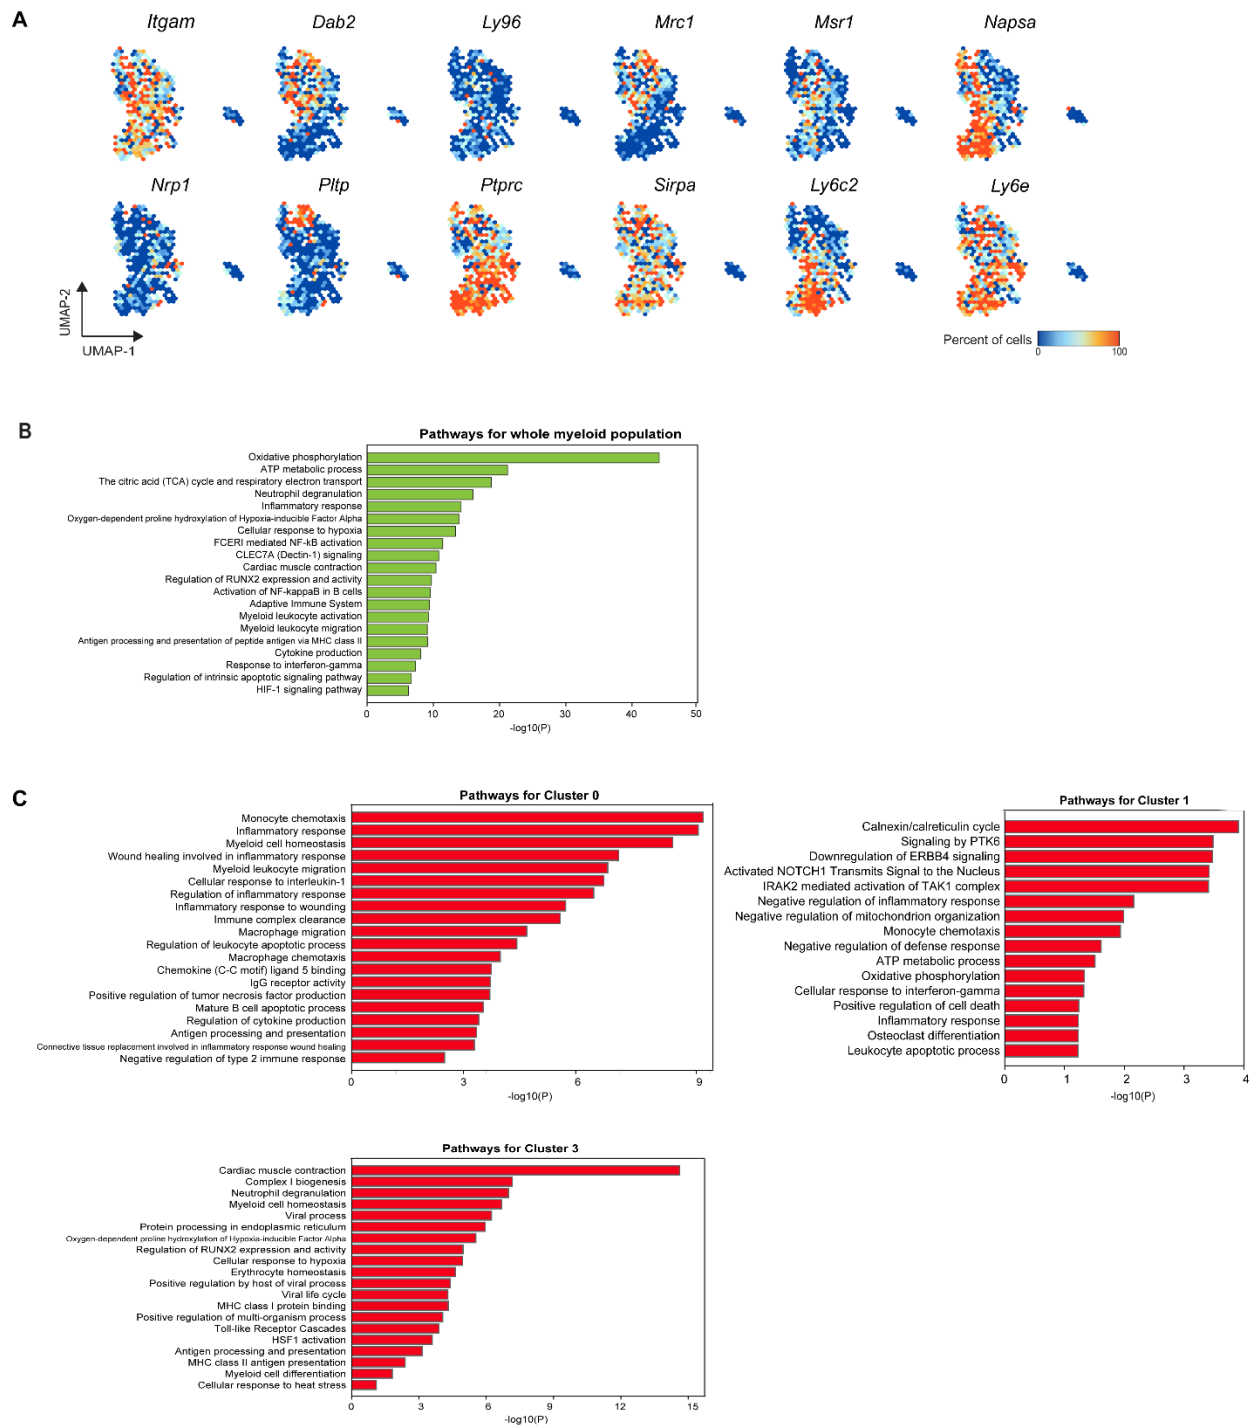 A
Itgam Dab2 Ly96 Mrc1 Msr1 Napsa
Nrp1 Pltp Ptprc Sirpa Ly6c2 Ly6e
UMAP-2
UMAP-1
Percent of cells
0 100
B
Pathways for whole myeloid population
Oxidative phosphorylation
ATP metabolic process
The citric acid (TCA) cycle and respiratory electron transport
Neutrophil degranulation
Inflammatory response
Oxygen-dependent proline hydroxylation of Hypoxia-inducible Factor Alpha
Cellular response to hypoxia
FCERI mediated NF-kB activation
CLEC7A (Dectin-1) signaling
Cardiac muscle contraction
Regulation of RUNX2 expression and activity
Activation of NF-kappaB in B cells
Adaptive Immune System
Myeloid leukocyte activation
Myeloid leukocyte migration
Antigen processing and presentation of peptide antigen via MHC class II
Cytokine production
Response to interferon-gamma
Regulation of intrinsic apoptotic signaling pathway
HIF-1 signaling pathway
0 10 20 30 40 50
-log10(P)
C
Pathways for Cluster 0
Monocyte chemotaxis
Inflammatory response
Myeloid cell homeostasis
Wound healing involved in inflammatory response
Myeloid leukocyte migration
Cellular response to interleukin-1
Regulation of inflammatory response
Inflammatory response to wounding
Immune complex clearance
Macrophage migration
Regulation of leukocyte apoptotic process
Macrophage chemotaxis
Chemokine (C-C motif) ligand 5 binding
IgG receptor activity
Positive regulation of tumor necrosis factor production
Mature B cell apoptotic process
Regulation of cytokine production
Antigen processing and presentation
Connective tissue replacement involved in inflammatory response wound healing
Negative regulation of type 2 immune response
0 3 6 9
-log10(P)
Pathways for Cluster 1
Calnexin/calreticulin cycle
Signaling by PTK6
Downregulation of ERBB4 signaling
Activated NOTCH1 Transmits Signal to the Nucleus
IRAK2 mediated activation of TAK1 complex
Negative regulation of inflammatory response
Negative regulation of mitochondrion organization
Monocyte chemotaxis
Negative regulation of defense response
ATP metabolic process
Oxidative phosphorylation
Cellular response to interferon-gamma
Positive regulation of cell death
Inflammatory response
Osteoclast differentiation
Leukocyte apoptotic process
0 1 2 3 4
-log10(P)
Pathways for Cluster 3
Cardiac muscle contraction
Complex I biogenesis
Neutrophil degranulation
Myeloid cell homeostasis
Viral process
Protein processing in endoplasmic reticulum
Oxygen-dependent proline hydroxylation of Hypoxia-inducible Factor Alpha
Regulation of RUNX2 expression and activity
Cellular response to hypoxia
Erythrocyte homeostasis
Positive regulation by host of viral process
Viral life cycle
MHC class I protein binding
Positive regulation of multi-organism process
Toll-like Receptor Cascades
HSF1 activation
Antigen processing and presentation
MHC class II antigen presentation
Myeloid cell differentiation
Cellular response to heat stress
0 3 6 9 12 15
-log10(P)